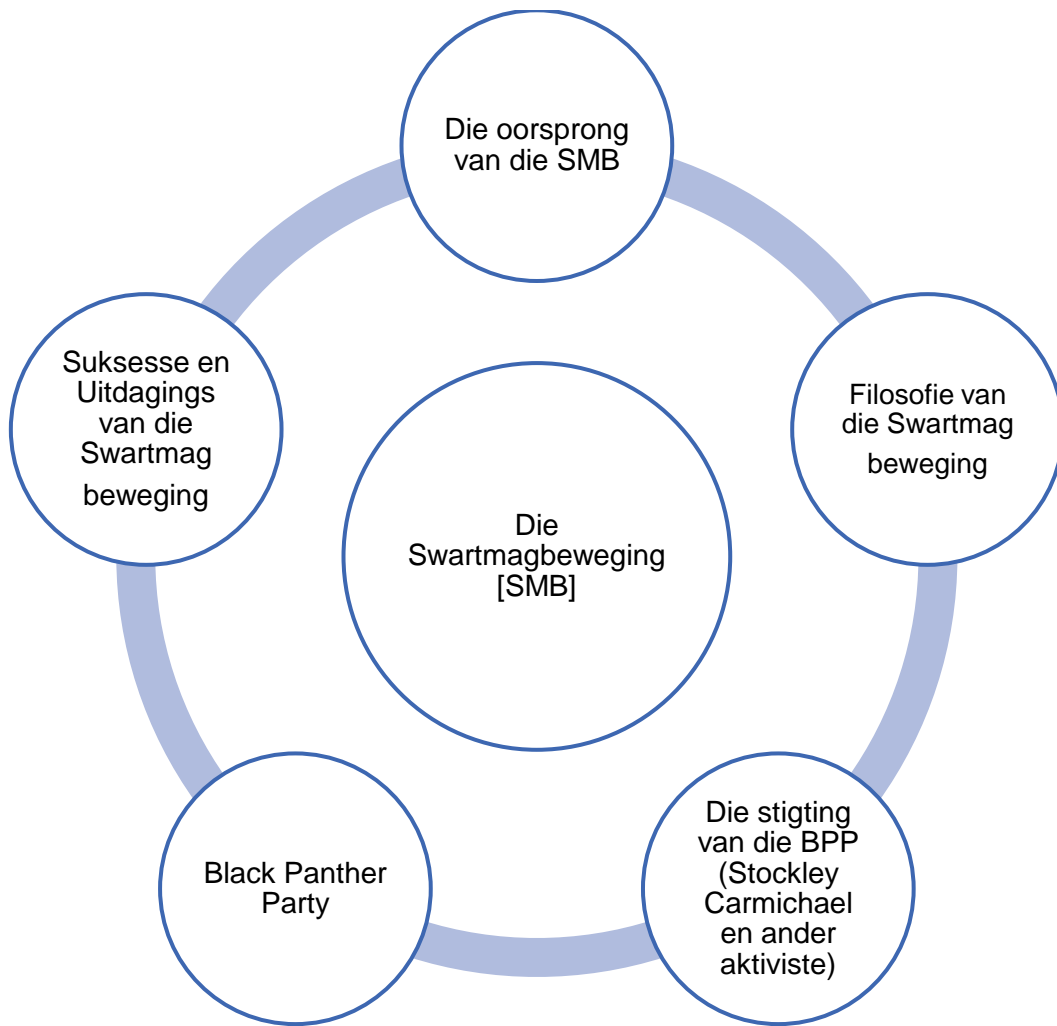 Die oorsprong
van die SMB
Filosofie van
die Swartmag
beweging
Die stigting
van die BPP
(Stockley
Carmichael
en ander
aktiviste)
Black Panther
Party
Suksesse en
Uitdagings
van die
Swartmag
beweging
Die
Swartmagbeweging
[SMB]